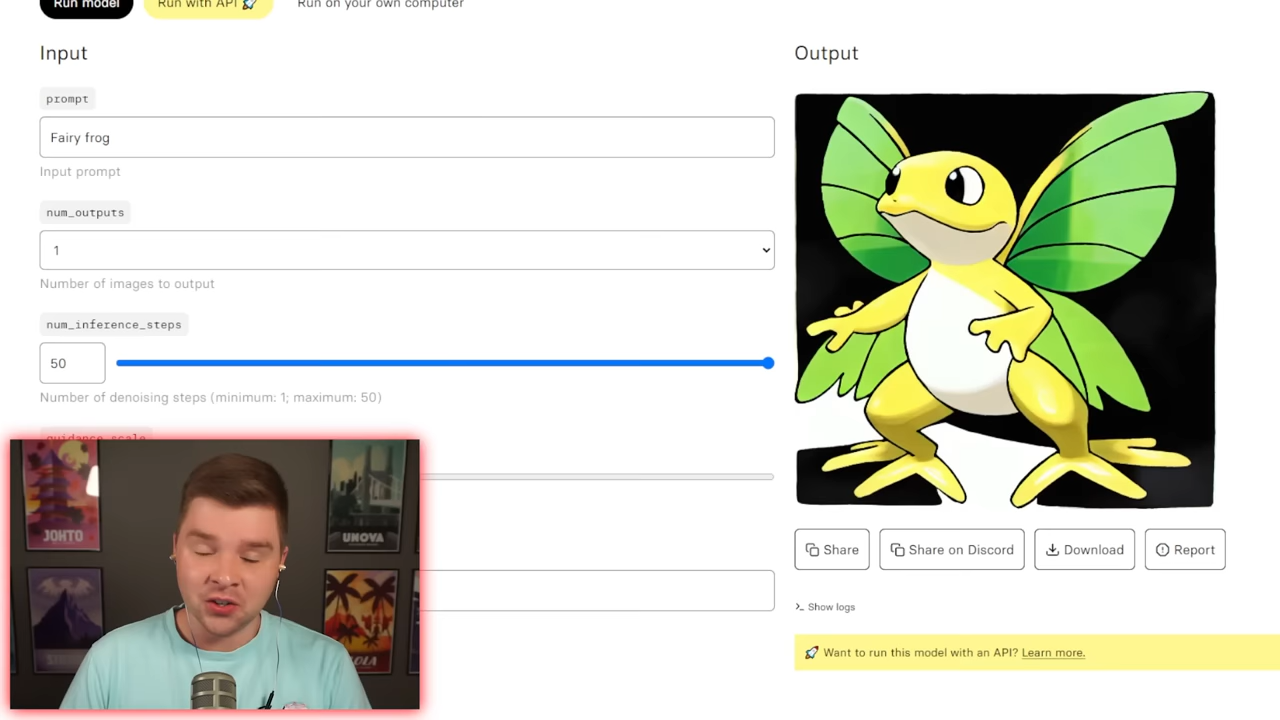 Run model
Run with API 🚀
Run on your own computer
Input
prompt
Fairy frog
Input prompt
num_outputs
1
Number of images to output
num_inference_steps
50
Number of denoising steps (minimum: 1; maximum: 50)
guidance_scale
JOHTO
UNOVA
Output
Share
Share on Discord
Download
Report
>_ Show logs
🚀 Want to run this model with an API? Learn more.